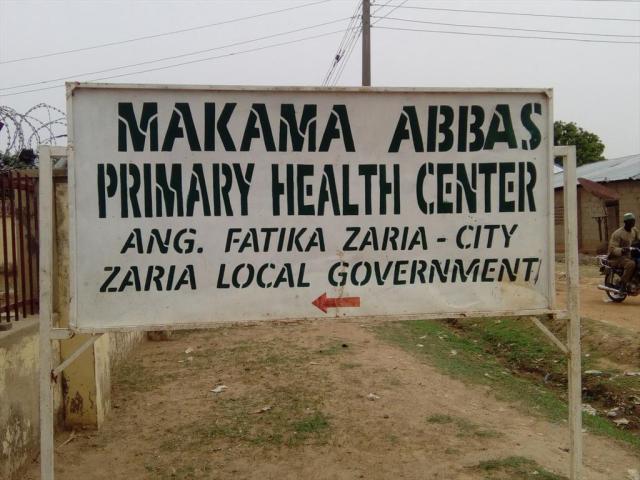 MAKAMA ABBAS
PRIMARY HEALTH CENTER
ANG. FATIKA ZARIA - CITY
ZARIA LOCAL GOVERNMENT